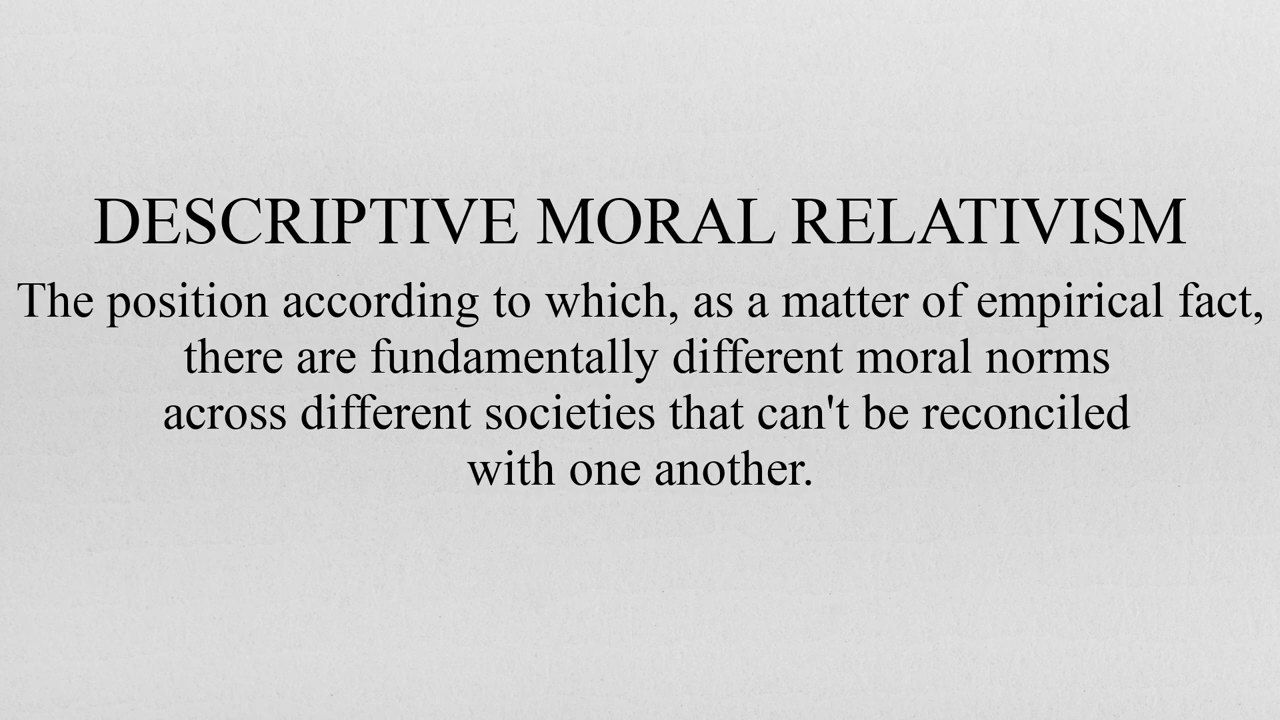 DESCRIPTIVE MORAL RELATIVISM
The position according to which, as a matter of empirical fact,
there are fundamentally different moral norms
across different societies that can't be reconciled
with one another.